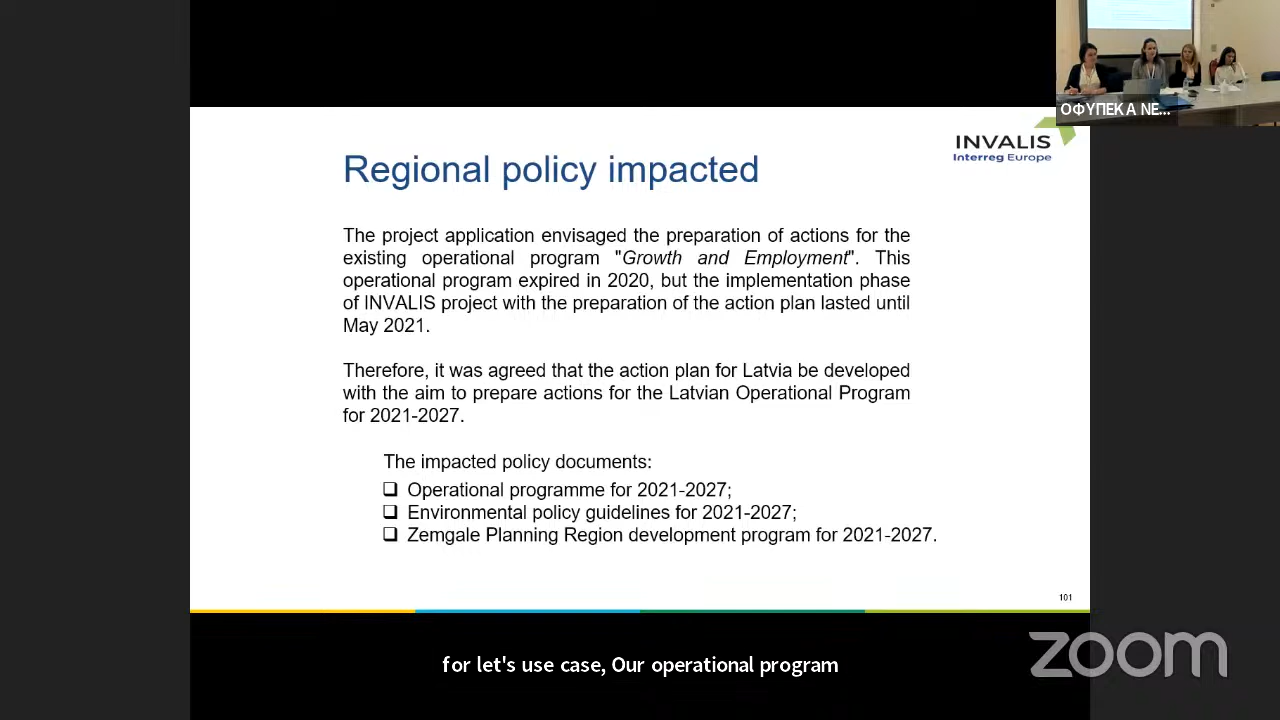 ΟΦΥΠΕΚΑ ΝΕ...
INVALIS
Interreg Europe
Regional policy impacted
The project application envisaged the preparation of actions for the
existing operational program "Growth and Employment". This
operational program expired in 2020, but the implementation phase
of INVALIS project with the preparation of the action plan lasted until
May 2021.
Therefore, it was agreed that the action plan for Latvia be developed
with the aim to prepare actions for the Latvian Operational Program
for 2021-2027.
The impacted policy documents:
❑ Operational programme for 2021-2027;
❑ Environmental policy guidelines for 2021-2027;
❑ Zemgale Planning Region development program for 2021-2027.
101
for let's use case, Our operational program
zoom